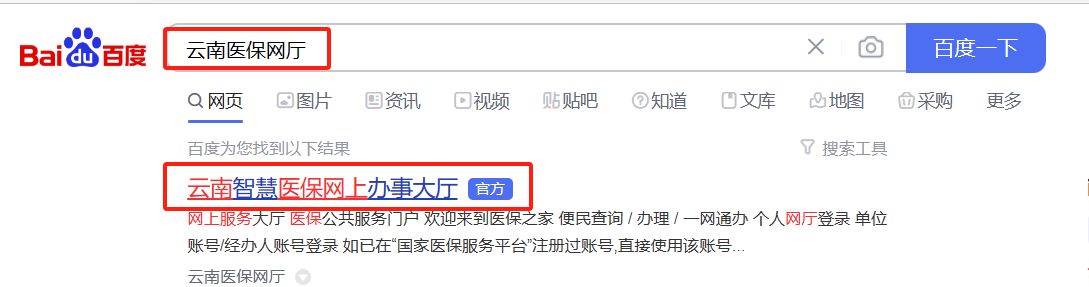 Bai du 百度 云南医保网厅 百度一下
网页 图片 资讯 视频 贴吧 知道 文库 地图 采购 更多
百度为您找到以下结果 搜索工具
云南智慧医保网上办事大厅 官方
网上服务大厅 医保公共服务门户 欢迎来到医保之家 便民查询 / 办理 / 一网通办 个人网厅登录 单位
账号/经办人账号登录 如已在“国家医保服务平台”注册过账号,直接使用该账号...
云南医保网厅